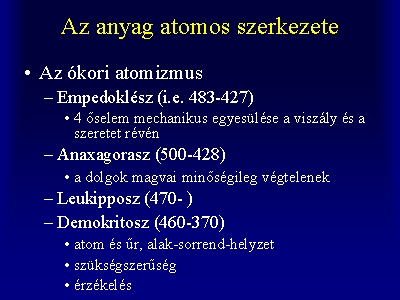 Az anyag atomos szerkezete
• Az ókori atomizmus
– Empedoklész (i.e. 483-427)
• 4 őselem mechanikus egyesülése a viszály és a
szeretet révén
– Anaxagorasz (500-428)
• a dolgok magvai minőségileg végtelenek
– Leukipposz (470- )
– Demokritosz (460-370)
• atom és űr, alak-sorrend-helyzet
• szükségszerűség
• érzékelés